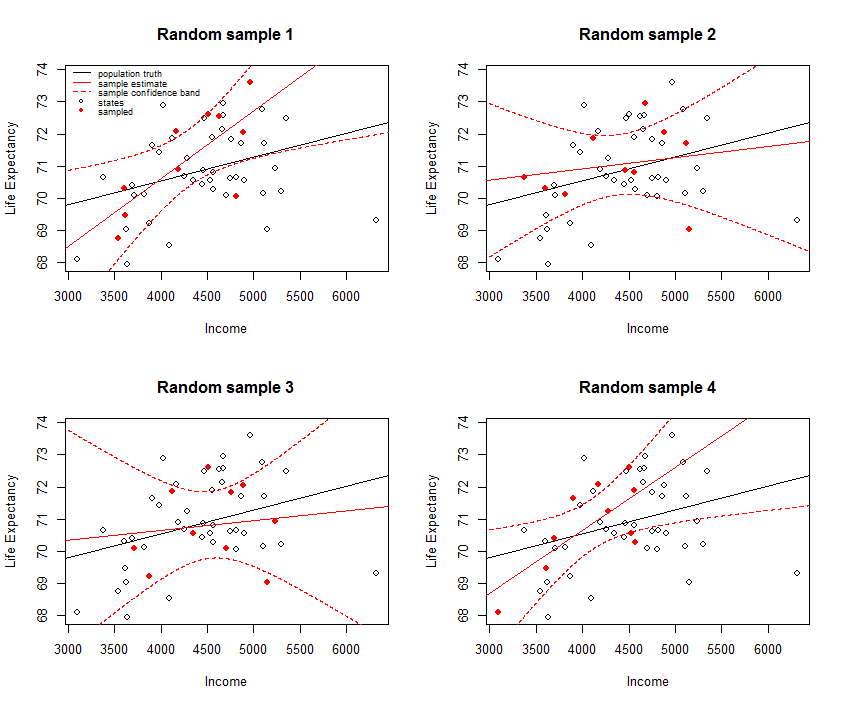 Random sample 1
Random sample 2
population truth
sample estimate
sample confidence band
states
sampled
Life Expectancy
74
73
72
71
70
69
68
3000 3500 4000 4500 5000 5500 6000
Income
Life Expectancy
74
73
72
71
70
69
68
3000 3500 4000 4500 5000 5500 6000
Income
Random sample 3
Random sample 4
Life Expectancy
74
73
72
71
70
69
68
3000 3500 4000 4500 5000 5500 6000
Income
Life Expectancy
74
73
72
71
70
69
68
3000 3500 4000 4500 5000 5500 6000
Income